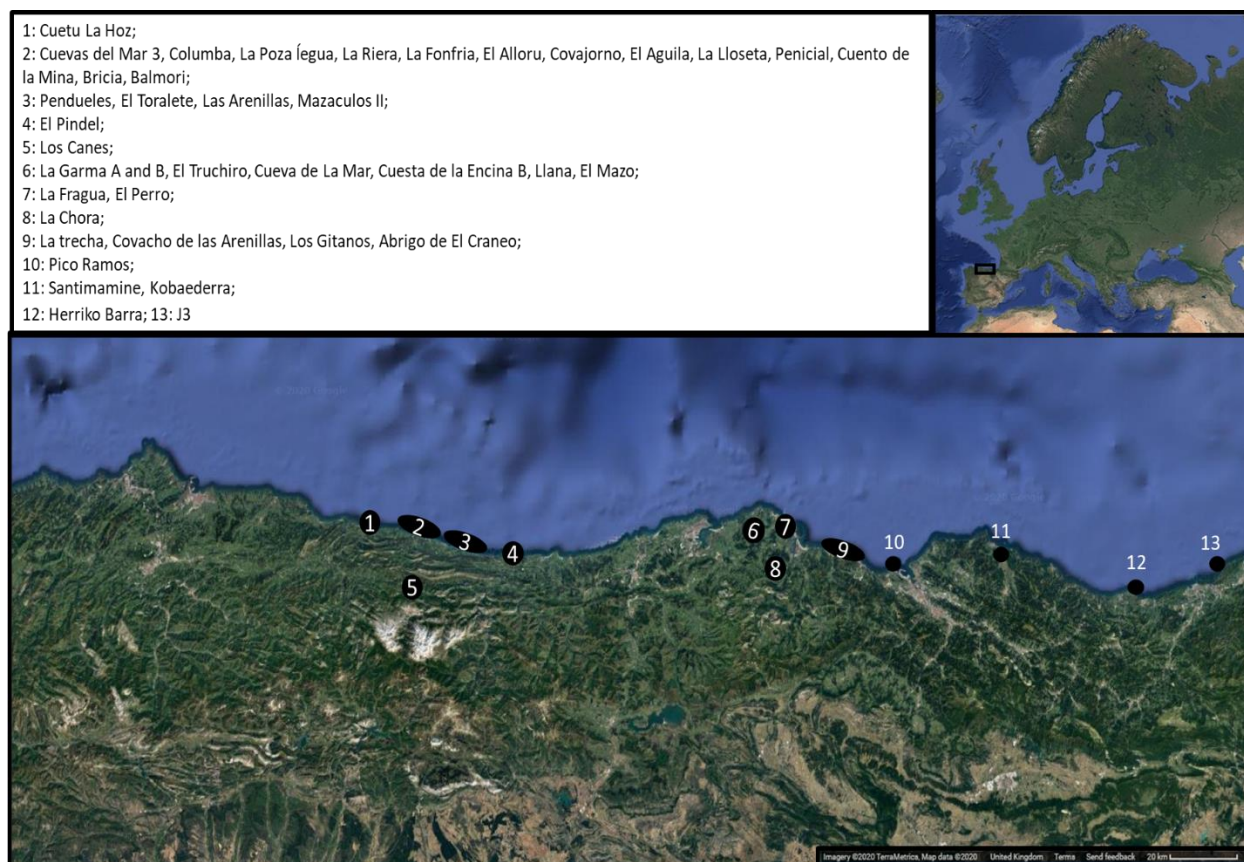 1: Cuetu La Hoz;
2: Cuevas del Mar 3, Columba, La Poza Íegua, La Riera, La Fonfria, El Alloru, Covajorno, El Aguila, La Lloseta, Penicial, Cuento de
la Mina, Bricia, Balmori;
3: Pendueles, El Toralete, Las Arenillas, Mazaculos II;
4: El Pindel;
5: Los Canes;
6: La Garma A and B, El Truchiro, Cueva de La Mar, Cuesta de la Encina B, Llana, El Mazo;
7: La Fragua, El Perro;
8: La Chora;
9: La trecha, Covacho de las Arenillas, Los Gitanos, Abrigo de El Craneo;
10: Pico Ramos;
11: Santimamine, Kobaederra;
12: Herriko Barra; 13: J3
© 2020 Google
© 2020 Google
1
2
3
4
5
6
7
8
9
10
11
12
13
Imagery ©2020 TerraMetrics, Map data ©2020 United Kingdom Terms Send feedback 20 km